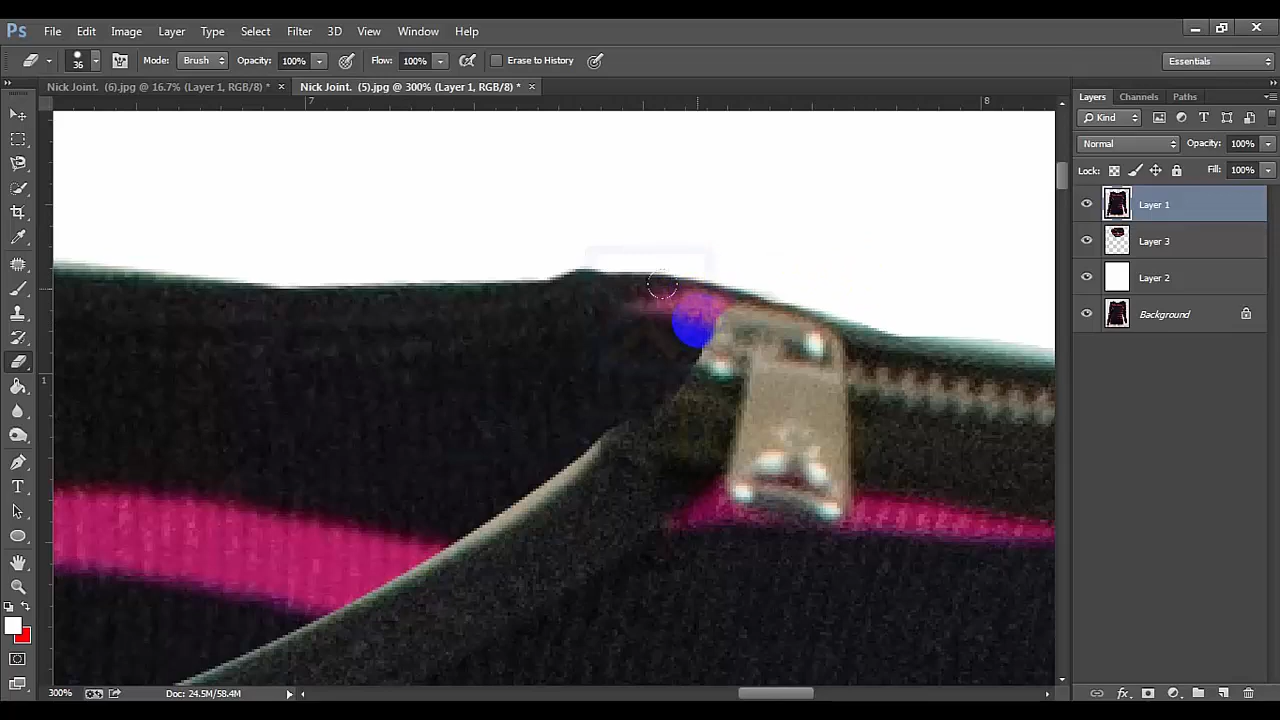 Ps File Edit Image Layer Type Select Filter 3D View Window Help
36 Mode: Brush Opacity: 100% Flow: 100% Erase to History Essentials
Nick Joint. (6).jpg @ 16.7% (Layer 1, RGB/8) * × Nick Joint. (5).jpg @ 300% (Layer 1, RGB/8) * ×
7 8
1
Layers Channels Paths
Kind
Normal Opacity: 100%
Lock: Fill: 100%
Layer 1
Layer 3
Layer 2
Background
300% Doc: 24.5M/58.4M